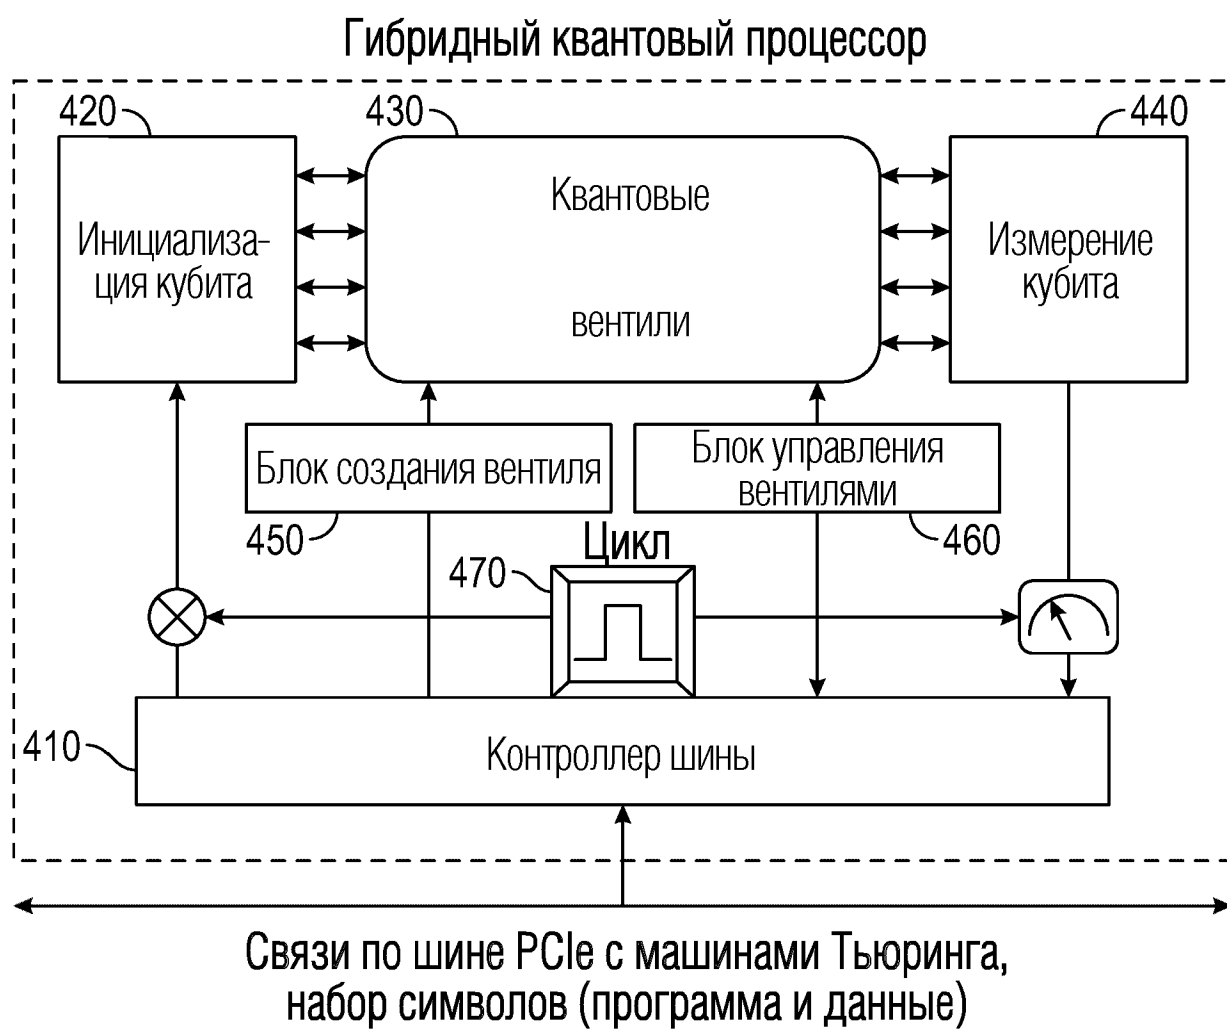 Гибридный квантовый процессор
420
430
440
Инициализа-
ция кубита
Квантовые
вентили
Измерение
кубита
Блок создания вентиля
Блок управления
вентилями
450
460
Цикл
470
410
Контроллер шины
Связи по шине PCIe с машинами Тьюринга,
набор символов (программа и данные)